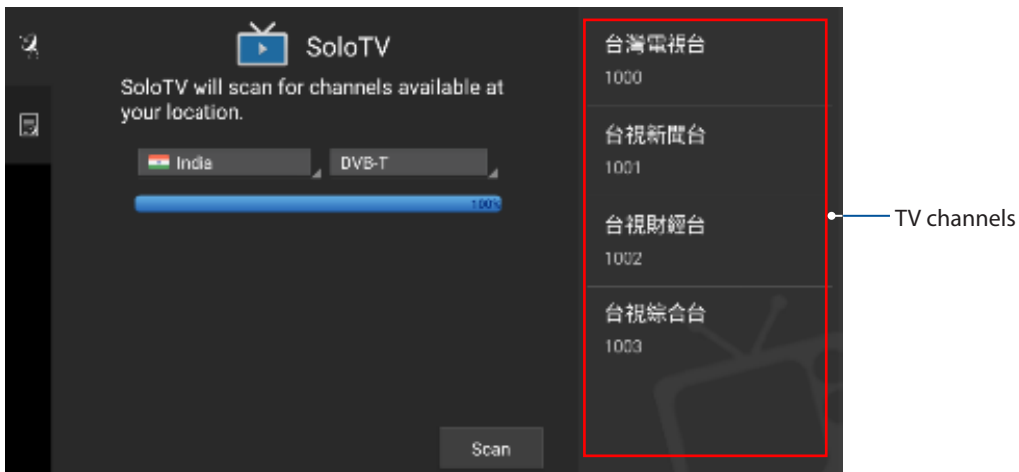 SoloTV
SoloTV will scan for channels available at
your location.
India
DVB-T
100%
Scan
台灣電視台
1000
台視新聞台
1001
台視財經台
1002
台視綜合台
1003
TV channels